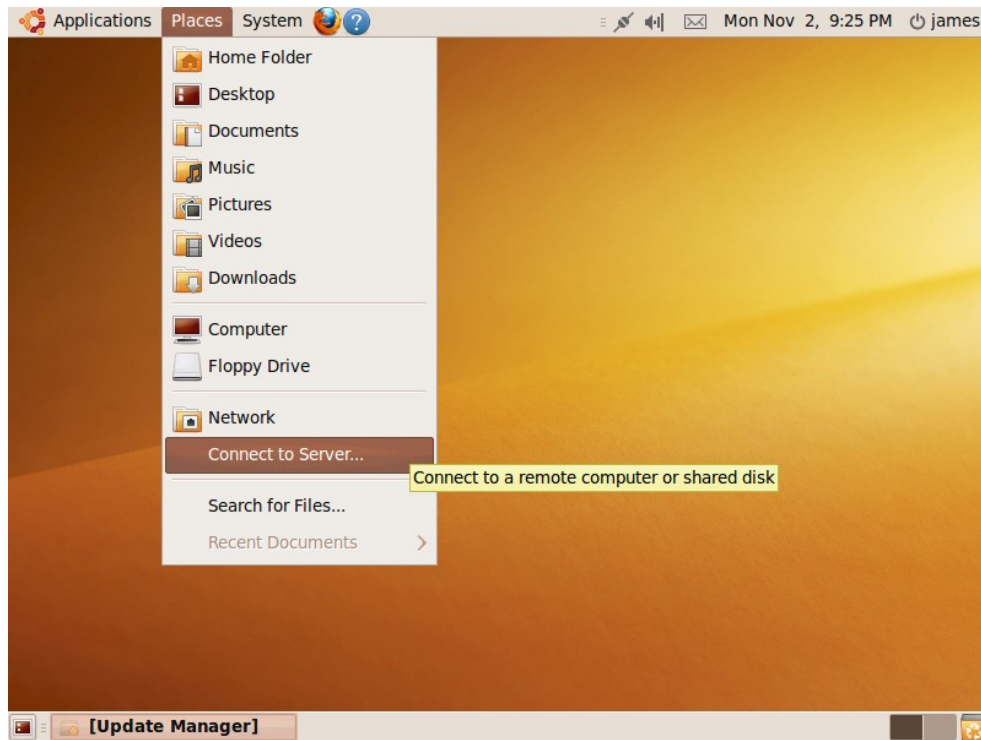 Applications Places System ? Mon Nov 2, 9:25 PM james
Home Folder
Desktop
Documents
Music
Pictures
Videos
Downloads
Computer
Floppy Drive
Network
Connect to Server...
Connect to a remote computer or shared disk
Search for Files...
Recent Documents
[Update Manager]